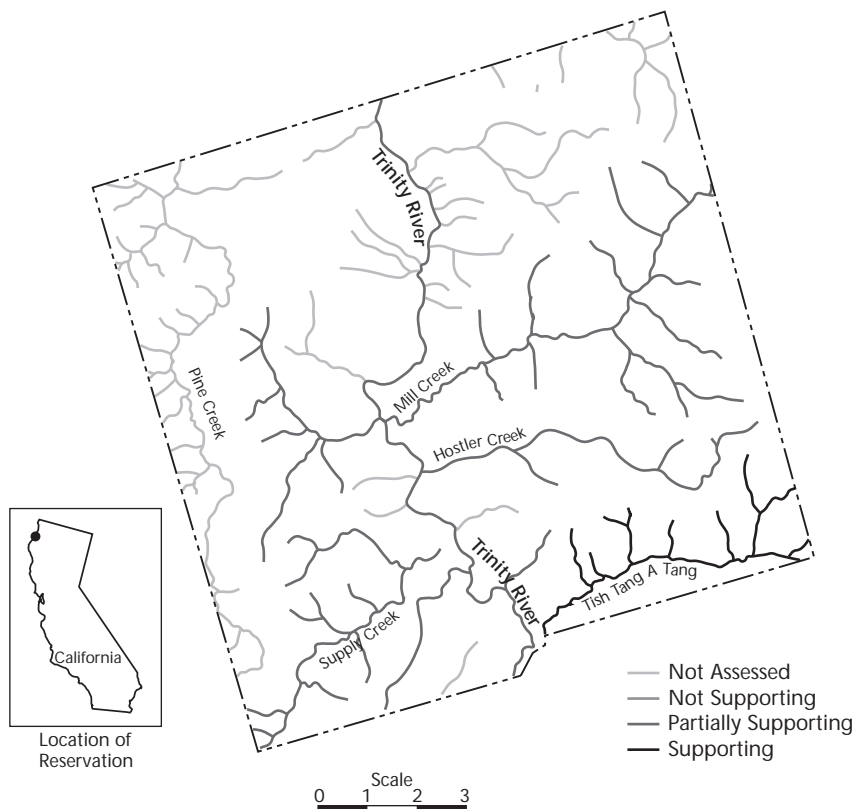 Trinity River
Pine Creek
Mill Creek
Hostler Creek
Trinity River
Tish Tang A Tang
Supply Creek
California
Location of
Reservation
Not Assessed
Not Supporting
Partially Supporting
Supporting
Scale
0 1 2 3